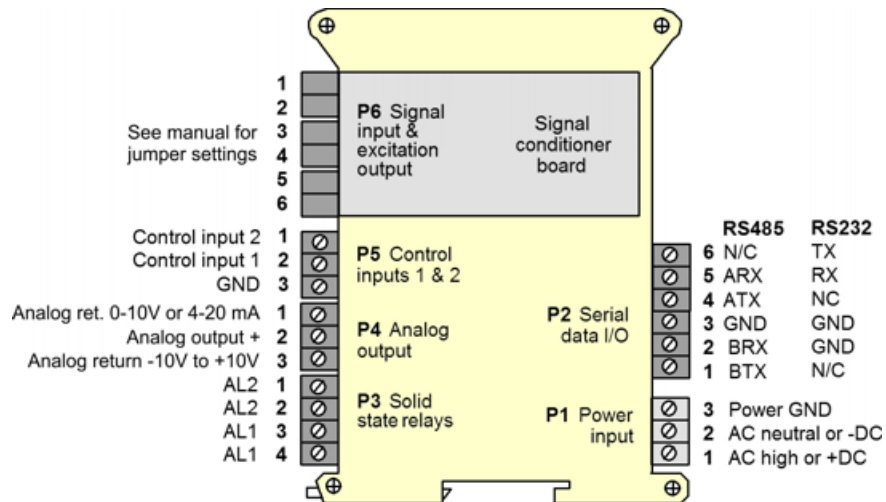 1
2
See manual for 3
jumper settings 4
5
6
P6 Signal
input &
excitation
output
Signal
conditioner
board
Control input 2 1
Control input 1 2
GND 3
P5 Control
inputs 1 & 2
Analog ret. 0-10V or 4-20 mA 1
Analog output + 2
Analog return -10V to +10V 3
P4 Analog
output
AL2 1
AL2 2
AL1 3
AL1 4
P3 Solid
state relays
RS485 RS232
6 N/C TX
5 ARX RX
4 ATX NC
3 GND GND
2 BRX GND
1 BTX N/C
P2 Serial
data I/O
P1 Power
input
3 Power GND
2 AC neutral or -DC
1 AC high or +DC